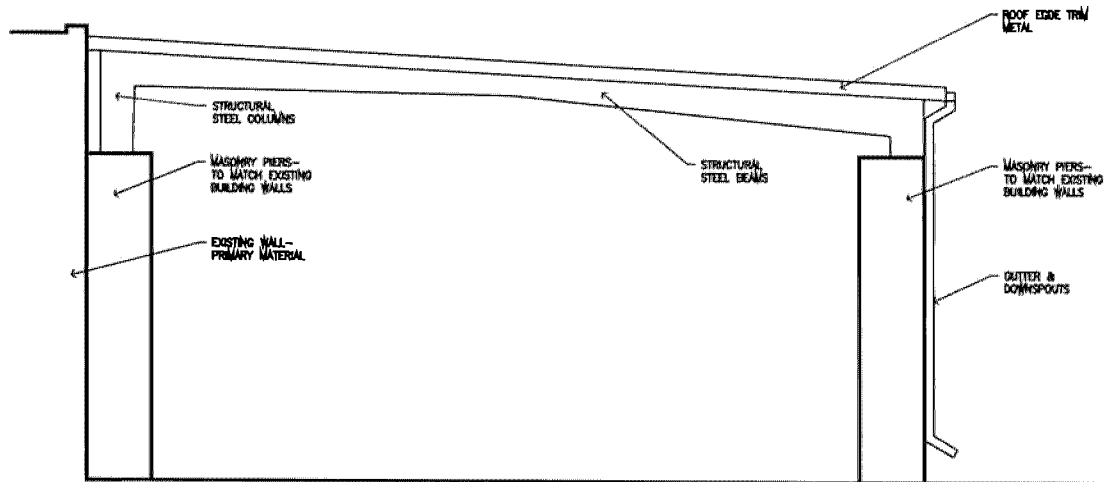 ROOF EGDE TRIM
METAL
STRUCTURAL
STEEL COLUMNS
MASONRY PIERS-
TO MATCH EXISTING
BUILDING WALLS
STRUCTURAL
STEEL BEAMS
MASONRY PIERS-
TO MATCH EXISTING
BUILDING WALLS
EXISTING WALL-
PRIMARY MATERIAL
GUTTER &
DOWNSPOUTS